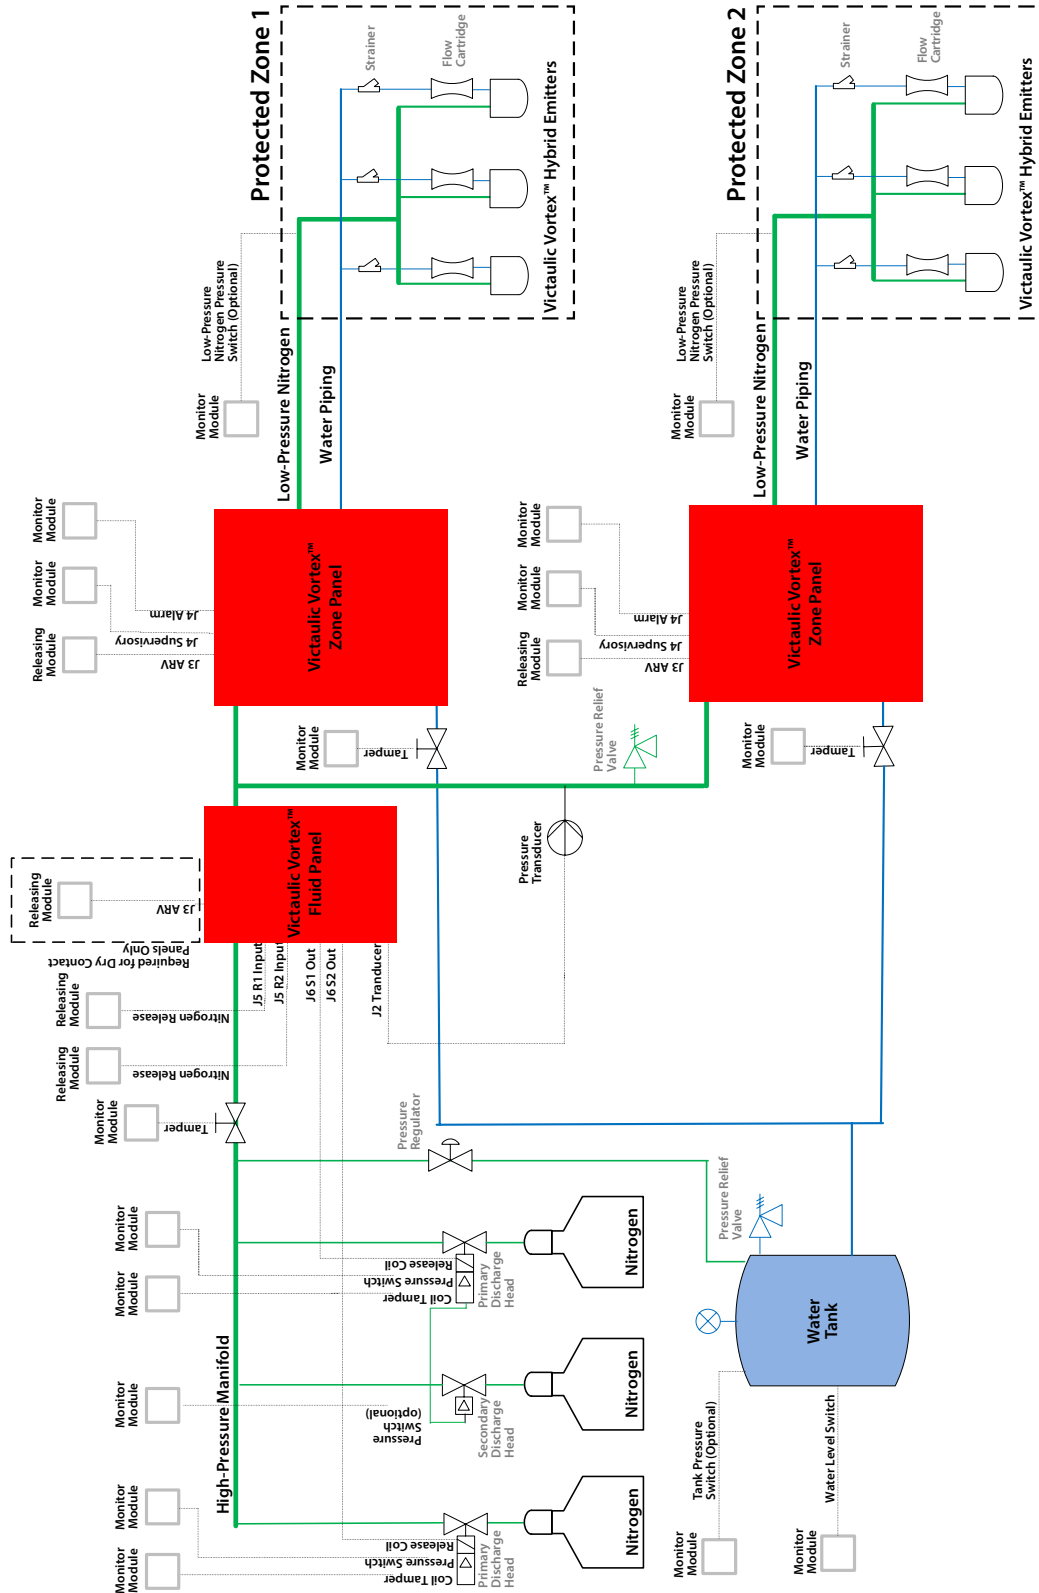 Protected Zone 1
Strainer
Flow
Cartridge
Victaulic Vortex™ Hybrid Emitters
Low-Pressure
Nitrogen Pressure
Switch (Optional)
Monitor
Module
Low-Pressure Nitrogen
Water Piping
Protected Zone 2
Strainer
Flow
Cartridge
Victaulic Vortex™ Hybrid Emitters
Low-Pressure
Nitrogen Pressure
Switch (Optional)
Monitor
Module
Low-Pressure Nitrogen
Water Piping
Monitor
Module
Monitor
Module
Releasing
Module
J4 Alarm
J4 Supervisory
J3 ARV
Victaulic Vortex™
Zone Panel
Monitor
Module
Tamper
Monitor
Module
Monitor
Module
Releasing
Module
J4 Alarm
J4 Supervisory
J3 ARV
Victaulic Vortex™
Zone Panel
Monitor
Module
Tamper
Pressure Relief
Valve
Pressure
Transducer
Releasing
Module
J3 ARV
Required for Dry Contact
Panels Only
Victaulic Vortex™
Fluid Panel
J5 R1 Input
J5 R2 Input
J6 S1 Out
J6 S2 Out
J2 Tranducer
Releasing
Module
Nitrogen Release
Releasing
Module
Nitrogen Release
Monitor
Module
Tamper
Pressure
Regulator
High-Pressure Manifold
Monitor
Module
Monitor
Module
Release Coil
Pressure Switch
Coil Tamper
Primary
Discharge
Head
Nitrogen
Monitor
Module
Pressure
Switch
(optional)
Secondary
Discharge
Head
Nitrogen
Monitor
Module
Monitor
Module
Release Coil
Pressure Switch
Coil Tamper
Primary
Discharge
Head
Nitrogen
Pressure Relief
Valve
Water
Tank
Tank Pressure
Switch (Optional)
Monitor
Module
Water Level Switch
Monitor
Module